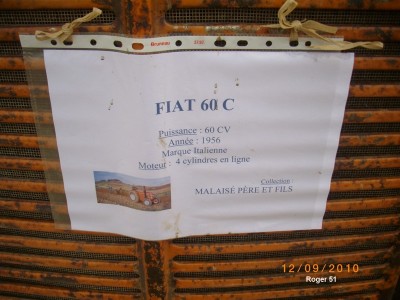 FIAT 60 C
Puissance : 60 CV
Année : 1956
Marque Italienne
Moteur : 4 cylindres en ligne
Collection
MALAISÉ PÈRE ET FILS
12/09/2010
Roger 51